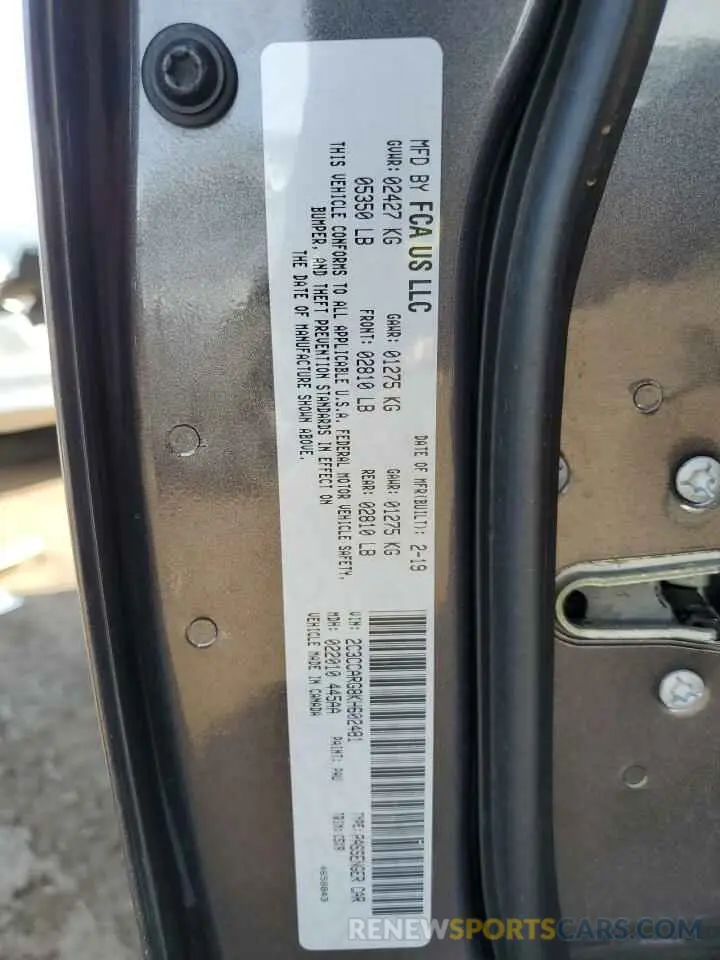 MFD BY FCA US LLC
DATE OF MFR(BUILT): 2-19
GVWR: 02427 KG
GAWR: 01275 KG
GAWR: 01275 KG
05350 LB
FRONT: 02810 LB
REAR: 02810 LB
THIS VEHICLE CONFORMS TO ALL APPLICABLE U.S.A. FEDERAL MOTOR VEHICLE SAFETY,
BUMPER, AND THEFT PREVENTION STANDARDS IN EFFECT ON
THE DATE OF MANUFACTURE SHOWN ABOVE.
VIN: 2C3CCARG8KH602481
TYPE: PASSENGER CAR
MDH: 022010 445AA
PAINT: PAU
VEHICLE MADE IN CANADA
RENEWSPORTSCARS.COM